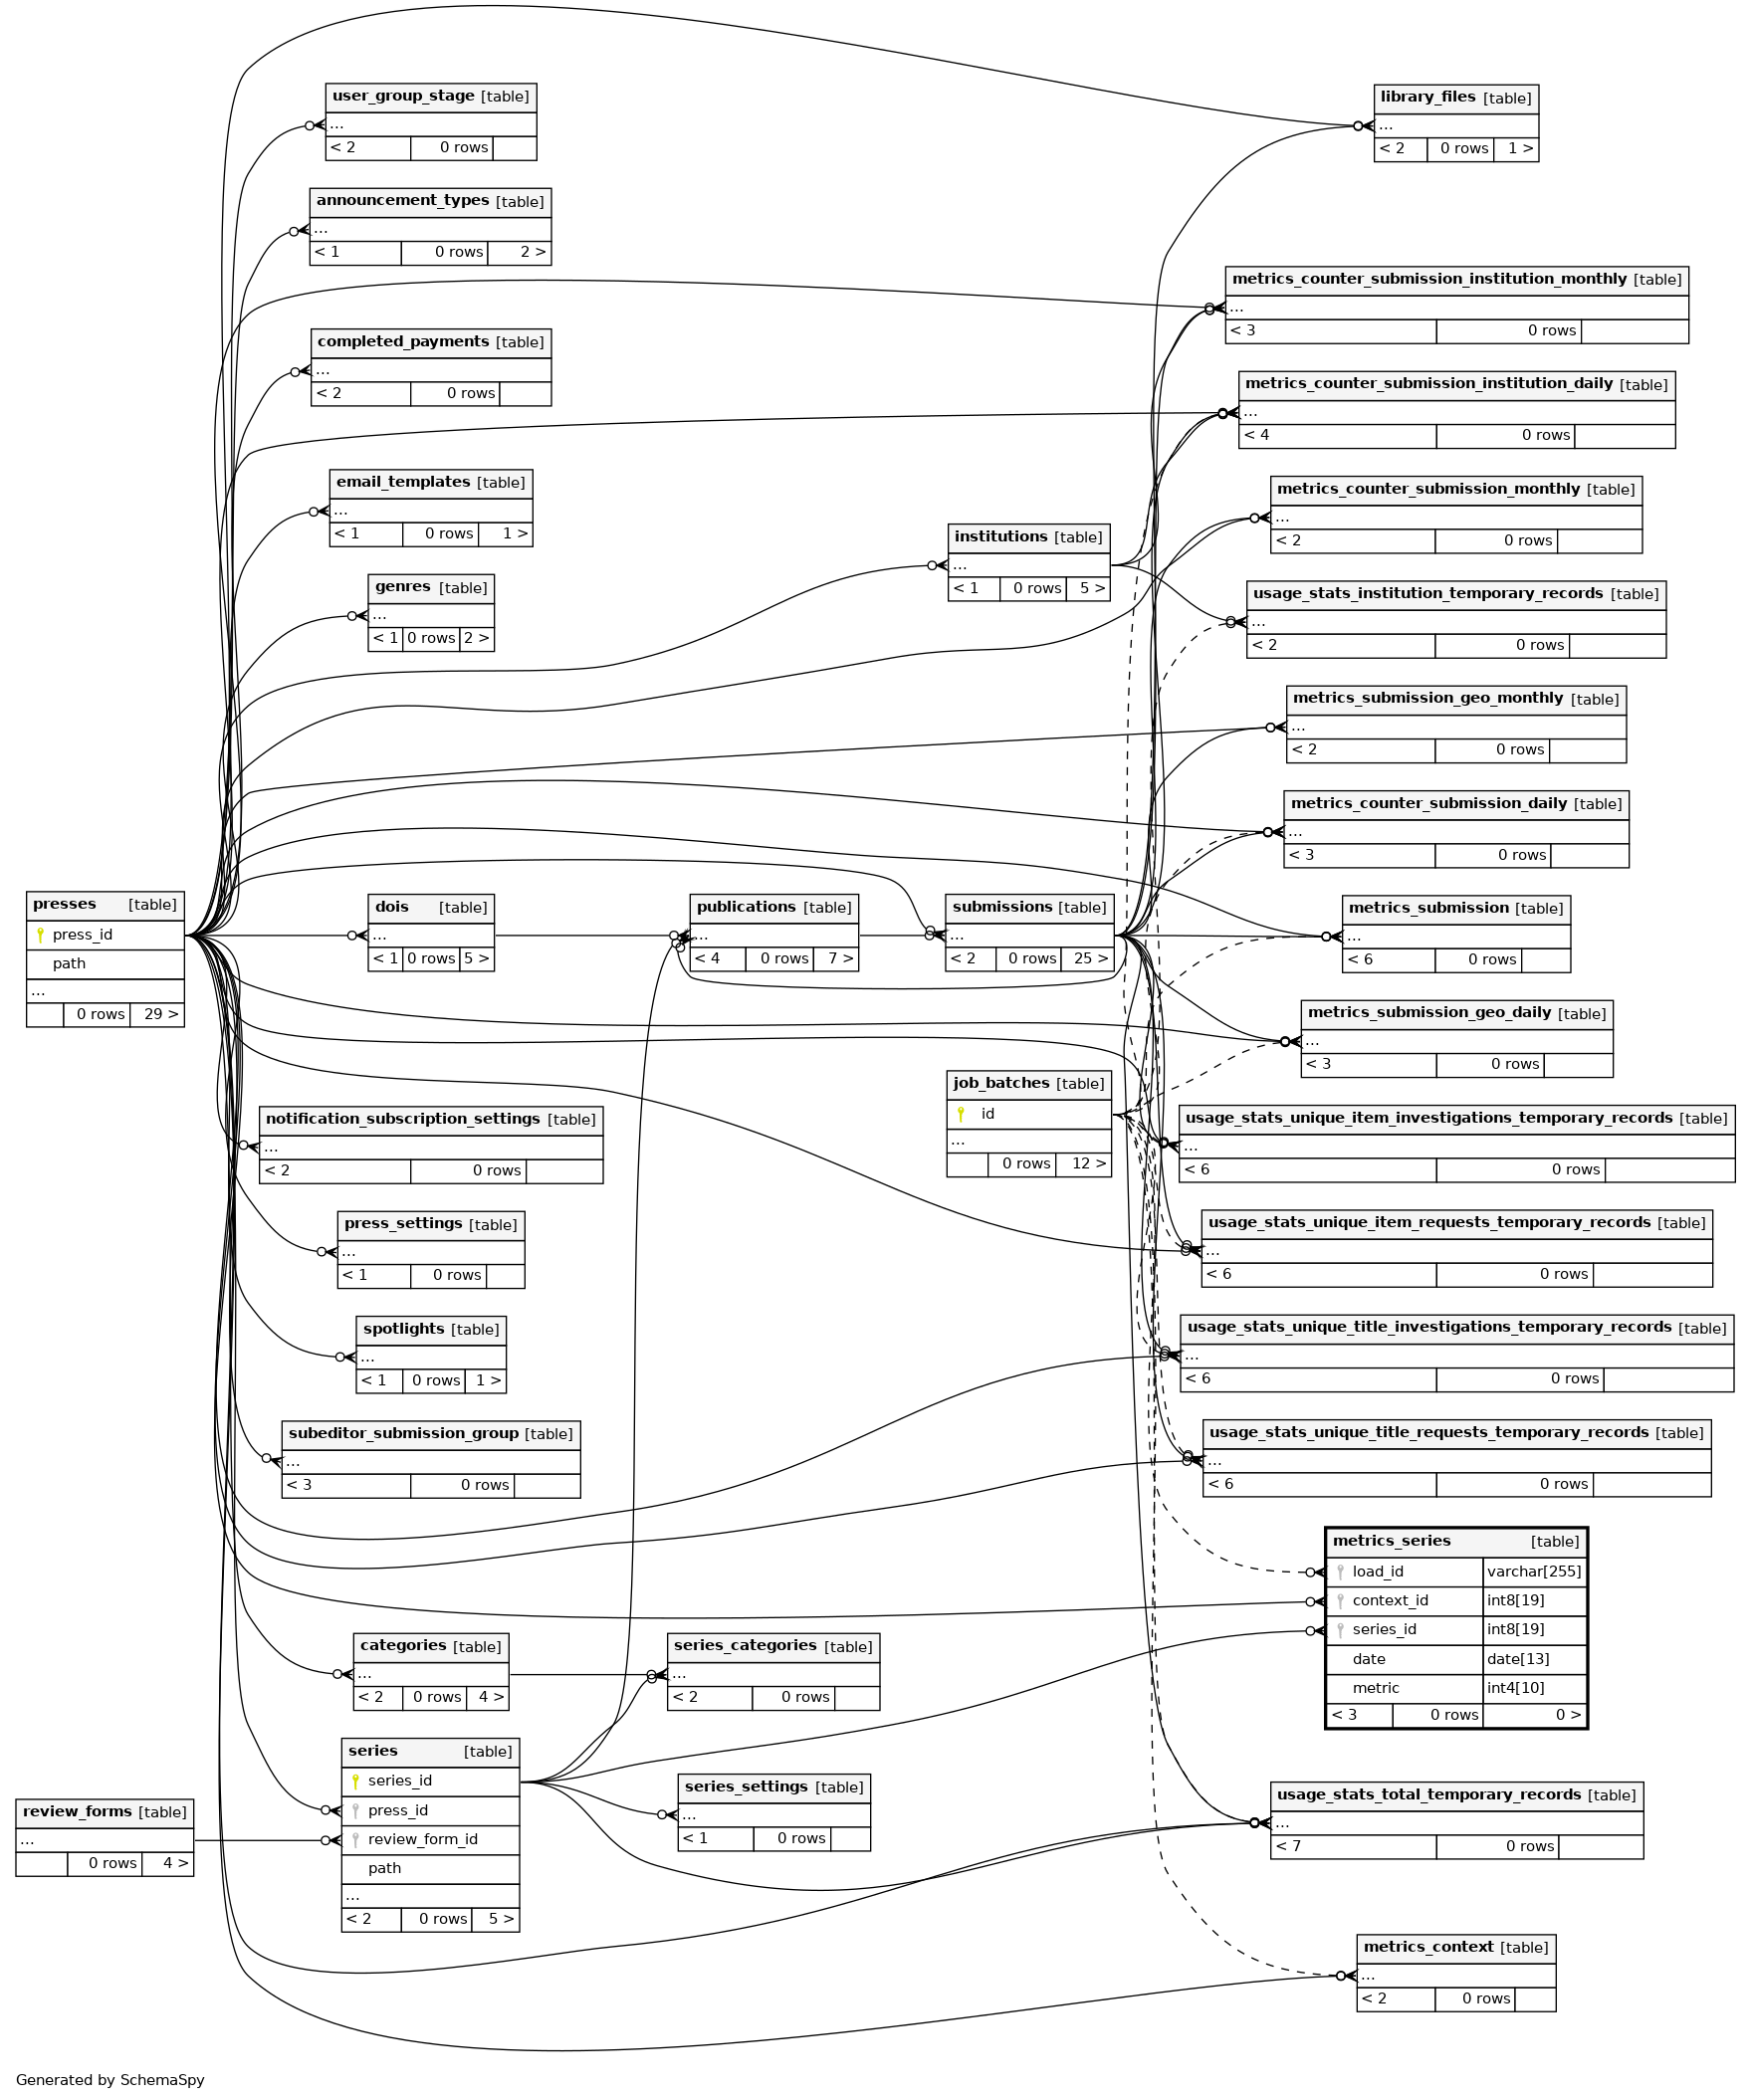 user_group_stage [table]
...
< 2 0 rows
announcement_types [table]
...
< 1 0 rows 2 >
completed_payments [table]
...
< 2 0 rows
email_templates [table]
...
< 1 0 rows 1 >
genres [table]
...
< 1 0 rows 2 >
presses [table]
press_id
path
...
0 rows 29 >
dois [table]
...
< 1 0 rows 5 >
notification_subscription_settings [table]
...
< 2 0 rows
press_settings [table]
...
< 1 0 rows
spotlights [table]
...
< 1 0 rows 1 >
subeditor_submission_group [table]
...
< 3 0 rows
categories [table]
...
< 2 0 rows 4 >
series [table]
series_id
press_id
review_form_id
path
...
< 2 0 rows 5 >
review_forms [table]
...
0 rows 4 >
publications [table]
...
< 4 0 rows 7 >
series_categories [table]
...
< 2 0 rows
series_settings [table]
...
< 1 0 rows
institutions [table]
...
< 1 0 rows 5 >
submissions [table]
...
< 2 0 rows 25 >
job_batches [table]
id
...
0 rows 12 >
library_files [table]
...
< 2 0 rows 1 >
metrics_counter_submission_institution_monthly [table]
...
< 3 0 rows
metrics_counter_submission_institution_daily [table]
...
< 4 0 rows
metrics_counter_submission_monthly [table]
...
< 2 0 rows
usage_stats_institution_temporary_records [table]
...
< 2 0 rows
metrics_submission_geo_monthly [table]
...
< 2 0 rows
metrics_counter_submission_daily [table]
...
< 3 0 rows
metrics_submission [table]
...
< 6 0 rows
metrics_submission_geo_daily [table]
...
< 3 0 rows
usage_stats_unique_item_investigations_temporary_records [table]
...
< 6 0 rows
usage_stats_unique_item_requests_temporary_records [table]
...
< 6 0 rows
usage_stats_unique_title_investigations_temporary_records [table]
...
< 6 0 rows
usage_stats_unique_title_requests_temporary_records [table]
...
< 6 0 rows
metrics_series [table]
load_id varchar[255]
context_id int8[19]
series_id int8[19]
date date[13]
metric int4[10]
< 3 0 rows 0 >
usage_stats_total_temporary_records [table]
...
< 7 0 rows
metrics_context [table]
...
< 2 0 rows
Generated by SchemaSpy